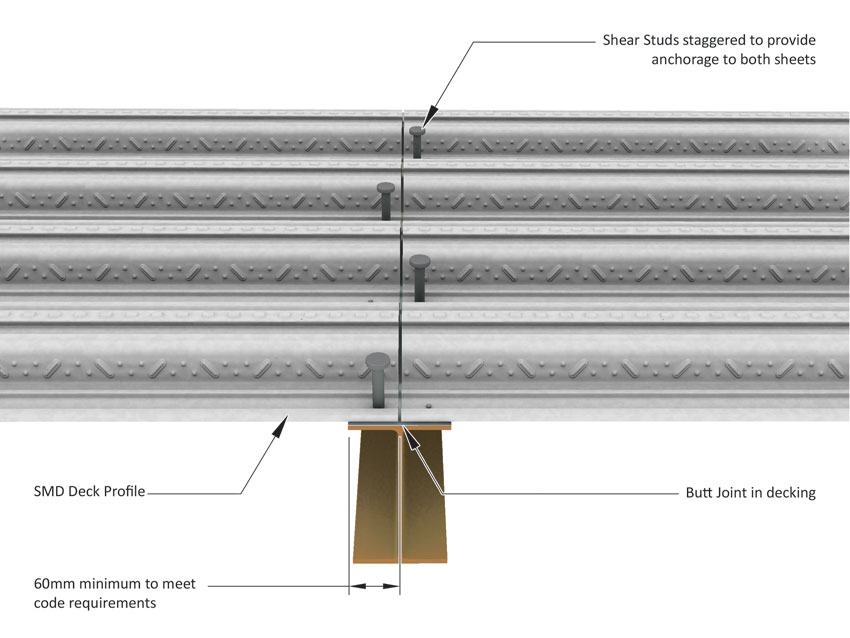 Shear Studs staggered to provide
anchorage to both sheets
SMD Deck Profile
Butt Joint in decking
60mm minimum to meet
code requirements